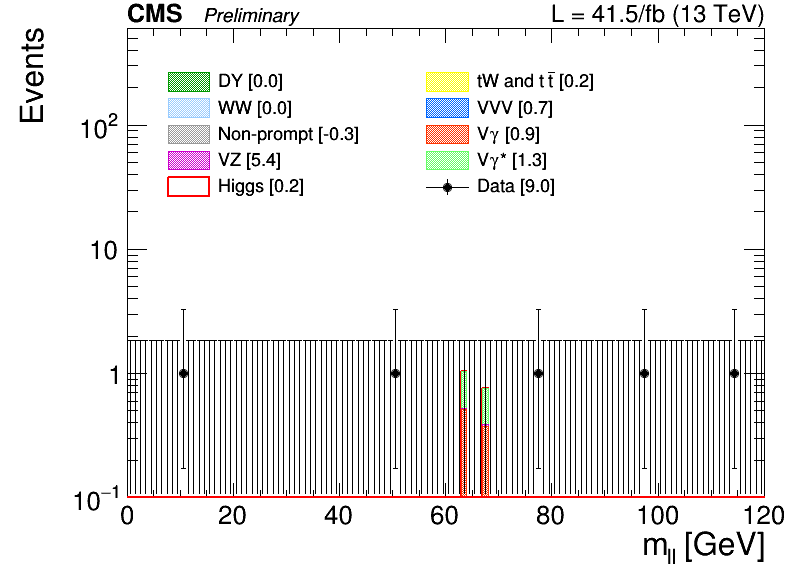 CMS Preliminary L = 41.5/fb (13 TeV)
Events
DY [0.0] tW and tt̅ [0.2]
WW [0.0] VVV [0.7]
Non-prompt [-0.3] Vγ [0.9]
VZ [5.4] Vγ* [1.3]
Higgs [0.2] Data [9.0]
10²
10
1
10⁻¹
0 20 40 60 80 100 120
m_ll [GeV]